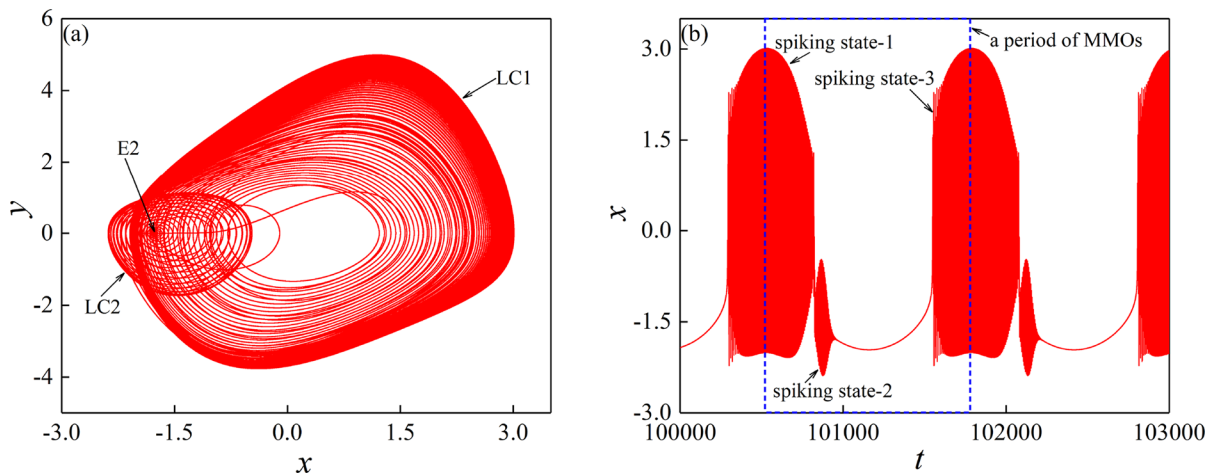 (a)
6
4
2
0
-2
-4
y
LC1
E2
LC2
-3.0 -1.5 0.0 1.5 3.0
x
(b)
3.0
1.5
0.0
-1.5
-3.0
x
spiking state-1
a period of MMOs
spiking state-3
spiking state-2
100000 101000 102000 103000
t